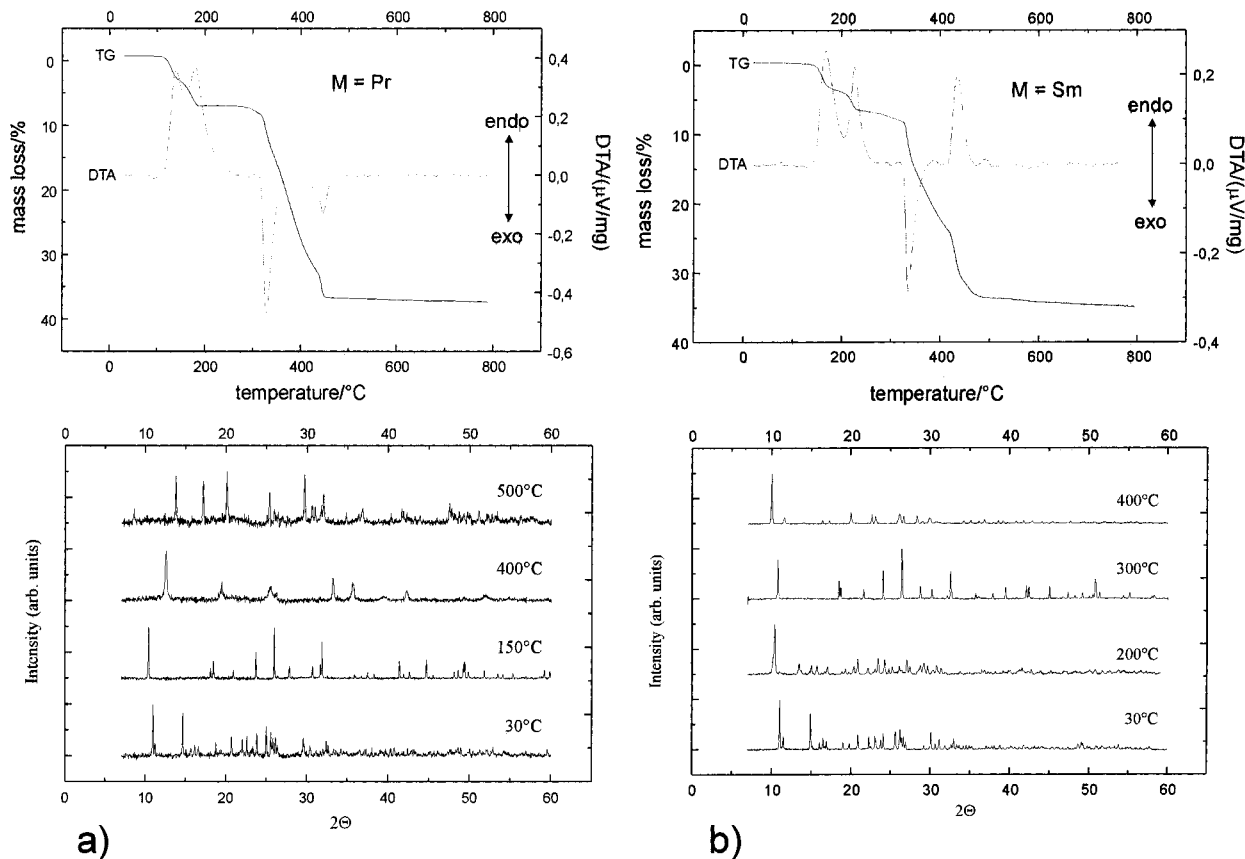 0 200 400 600 800
TG
M = Pr
endo
exo
DTA
mass loss/%
DTA/(μV/mg)
0
10
20
30
40
0,4
0,2
0,0
-0,2
-0,4
-0,6
0 200 400 600 800
temperature/°C
0 10 20 30 40 50 60
500°C
400°C
150°C
30°C
Intensity (arb. units)
0 10 20 30 40 50 60
2Θ
a)
0 200 400 600 800
TG
M = Sm
endo
exo
DTA
mass loss/%
DTA/(μV/mg)
0
10
20
30
40
0,2
0,0
-0,2
-0,4
0 200 400 600 800
temperature/°C
0 10 20 30 40 50 60
400°C
300°C
200°C
30°C
Intensity (arb. units)
0 10 20 30 40 50 60
2Θ
b)